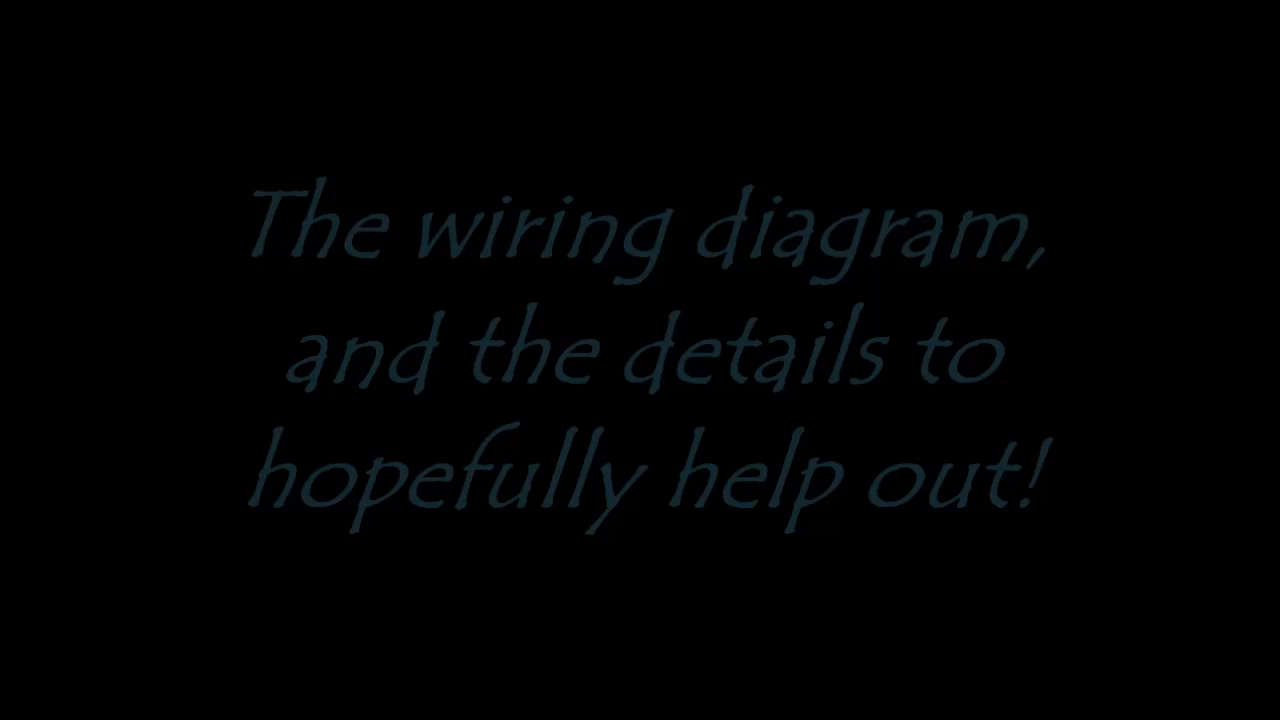 The wiring diagram,
and the details to
hopefully help out!